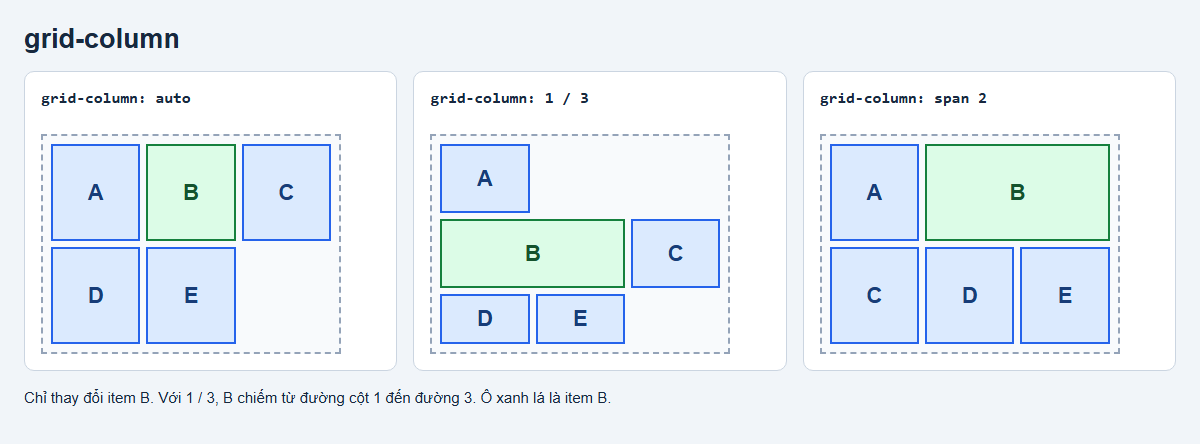 grid-column
grid-column: auto
A B C
D E
grid-column: 1 / 3
A
B C
D E
grid-column: span 2
A B
C D E
Chỉ thay đổi item B. Với 1 / 3, B chiếm từ đường cột 1 đến đường 3. Ô xanh lá là item B.